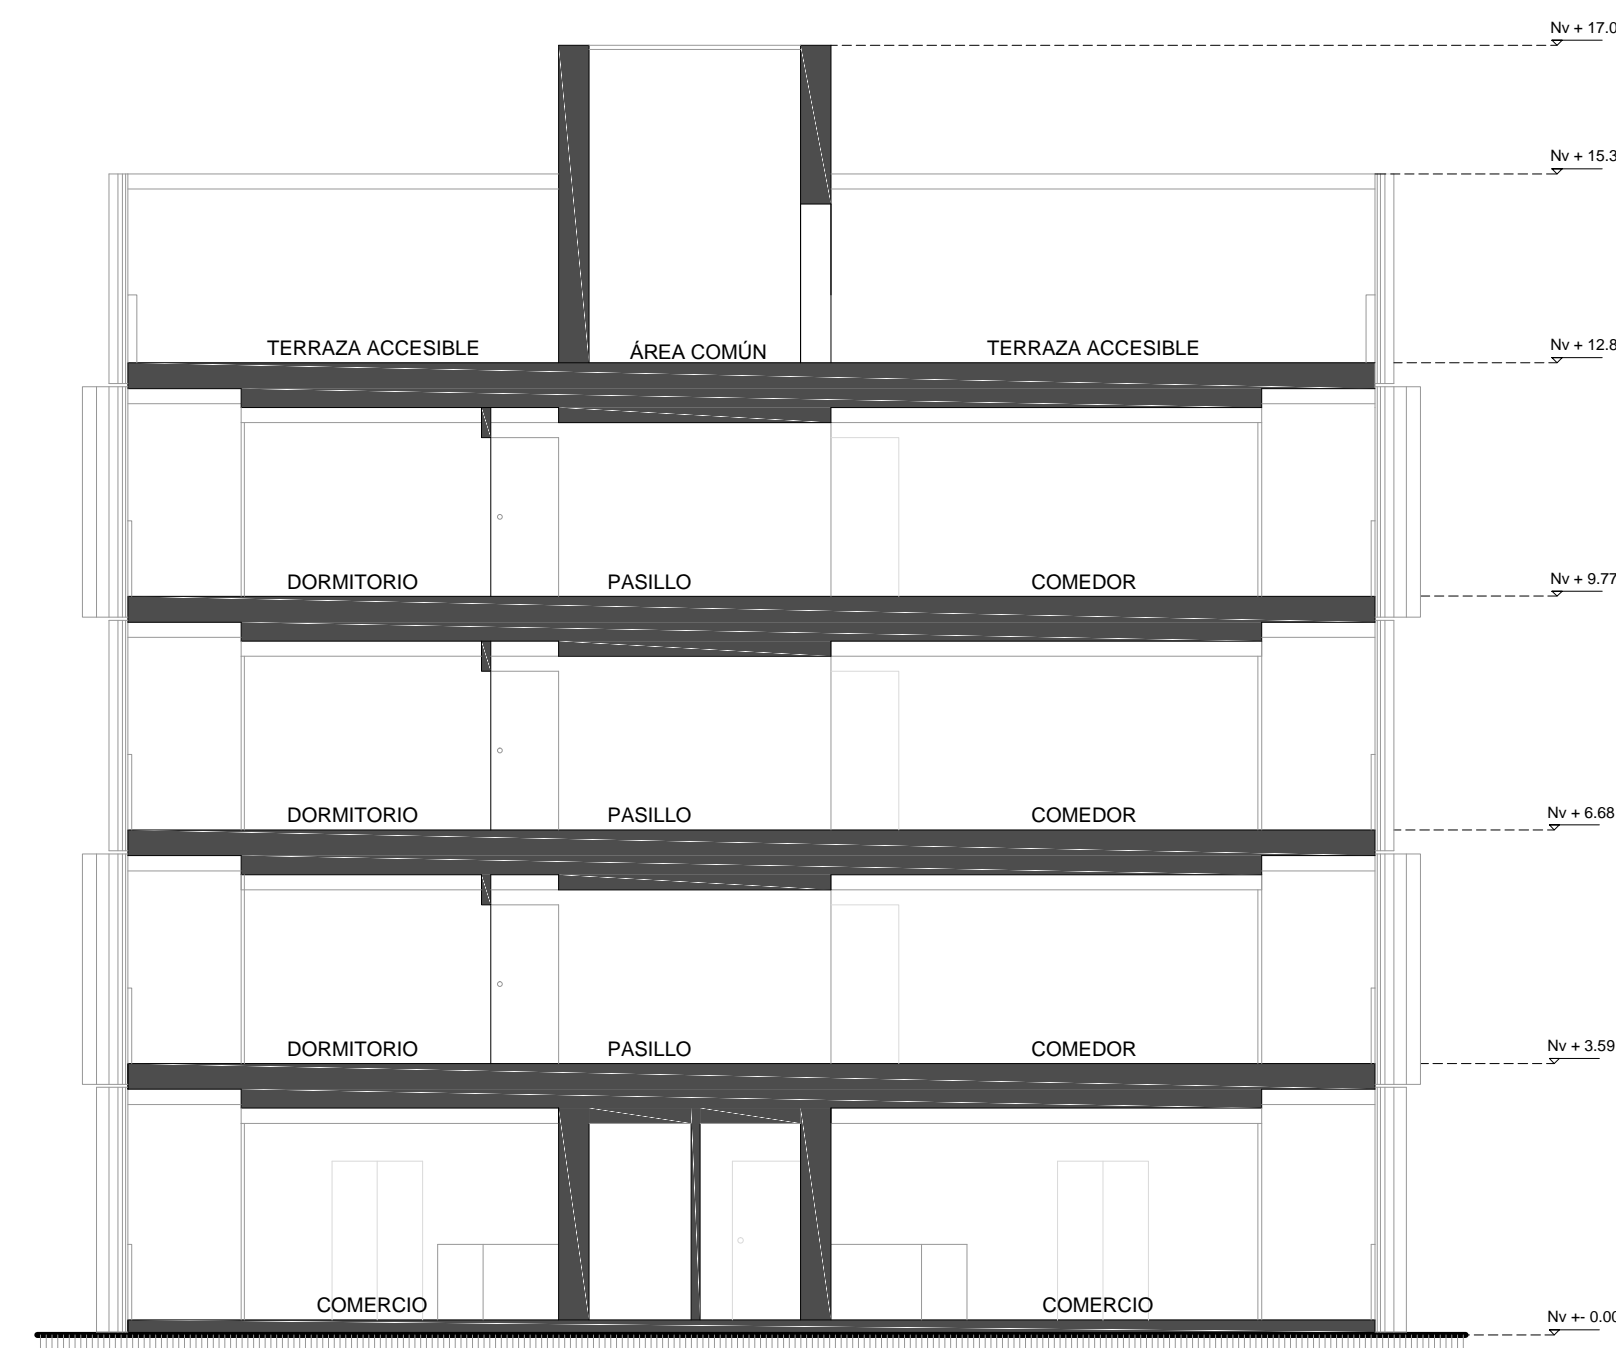 Nv + 17.0
Nv + 15.3
TERRAZA ACCESIBLE ÁREA COMÚN TERRAZA ACCESIBLE Nv + 12.8
DORMITORIO PASILLO COMEDOR Nv + 9.77
DORMITORIO PASILLO COMEDOR Nv + 6.68
DORMITORIO PASILLO COMEDOR Nv + 3.59
COMERCIO COMERCIO Nv +- 0.00